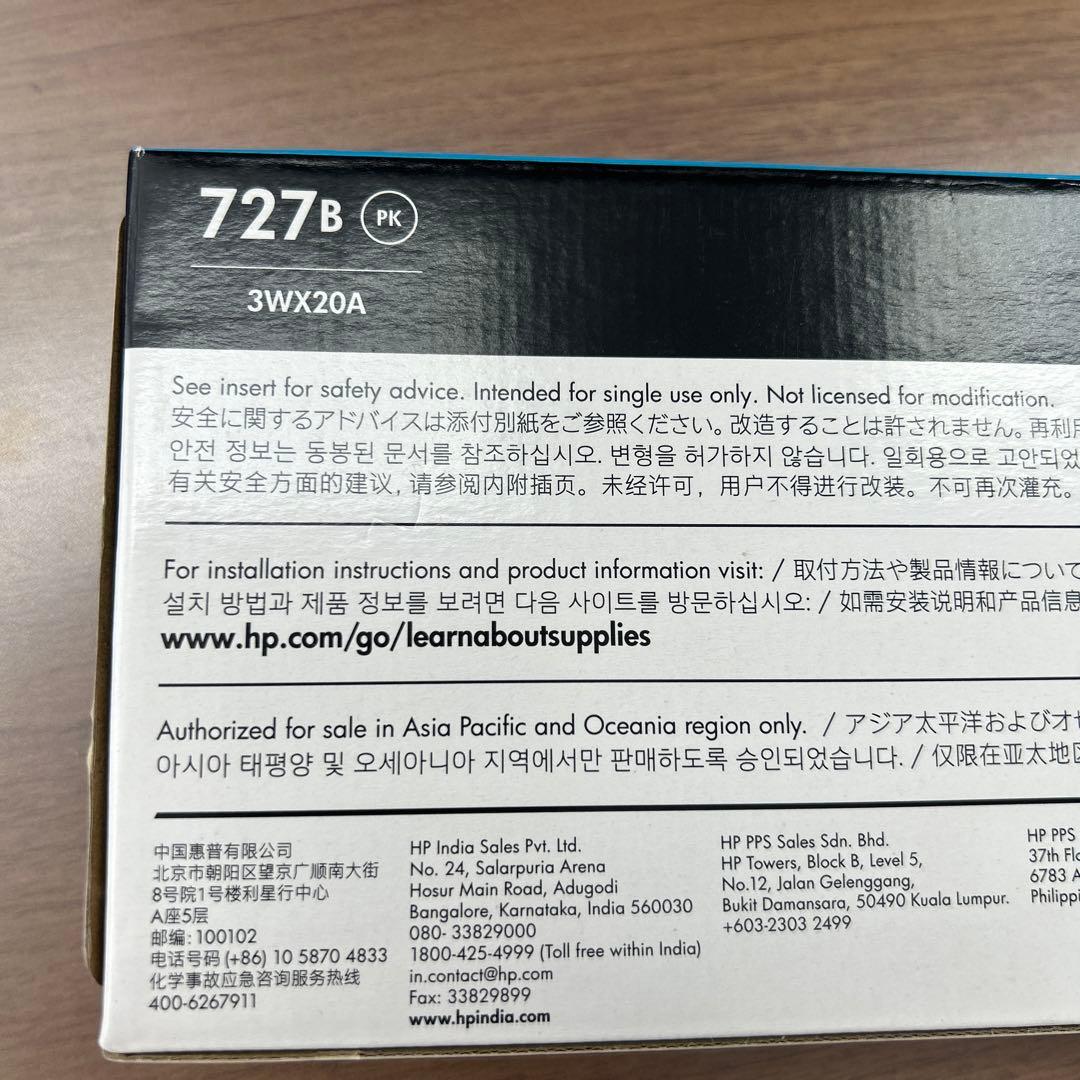 727B PK
3WX20A
See insert for safety advice. Intended for single use only. Not licensed for modification.
安全に関するアドバイスは添付別紙をご参照ください。改造することは許されません。再利用
안전 정보는 동봉된 문서를 참조하십시오. 변형을 허가하지 않습니다. 일회용으로 고안되었
有关安全方面的建议, 请参阅内附插页。未经许可，用户不得进行改装。不可再次灌充。
For installation instructions and product information visit: / 取付方法や製品情報について
설치 방법과 제품 정보를 보려면 다음 사이트를 방문하십시오: / 如需安装说明和产品信息
www.hp.com/go/learnaboutsupplies
Authorized for sale in Asia Pacific and Oceania region only. / アジア太平洋およびオセ
아시아 태평양 및 오세아니아 지역에서만 판매하도록 승인되었습니다. / 仅限在亚太地区
中国惠普有限公司
北京市朝阳区望京广顺南大街
8号院1号楼利星行中心
A座5层
邮编: 100102
电话号码 (+86) 10 5870 4833
化学事故应急咨询服务热线
400-6267911
HP India Sales Pvt. Ltd.
No. 24, Salarpuria Arena
Hosur Main Road, Adugodi
Bangalore, Karnataka, India 560030
080- 33829000
1800-425-4999 (Toll free within India)
in.contact@hp.com
Fax: 33829899
www.hpindia.com
HP PPS Sales Sdn. Bhd.
HP Towers, Block B, Level 5,
No.12, Jalan Gelenggang,
Bukit Damansara, 50490 Kuala Lumpur.
+603-2303 2499
HP PPS
37th Flo
6783 A
Philippi